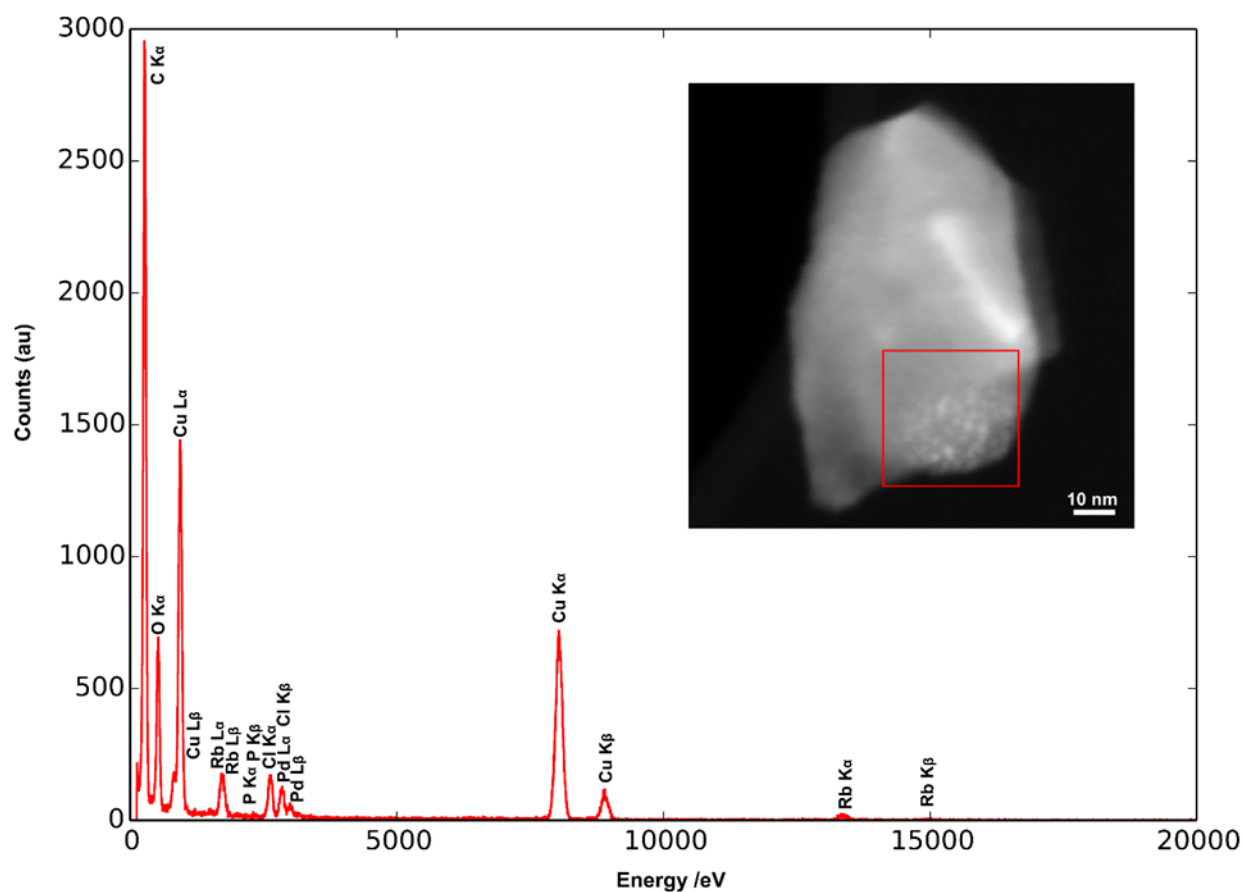 3000
2500
2000
1500
1000
500
0
Counts (au)
0
5000
10000
15000
20000
Energy /eV
C Kα
O Kα
Cu Lα
Cu Lβ
Rb Lα
Rb Lβ
P Kα P Kβ
Cl Kα
Pd Lα Cl Kβ
Pd Lβ
Cu Kα
Cu Kβ
Rb Kα
Rb Kβ
10 nm